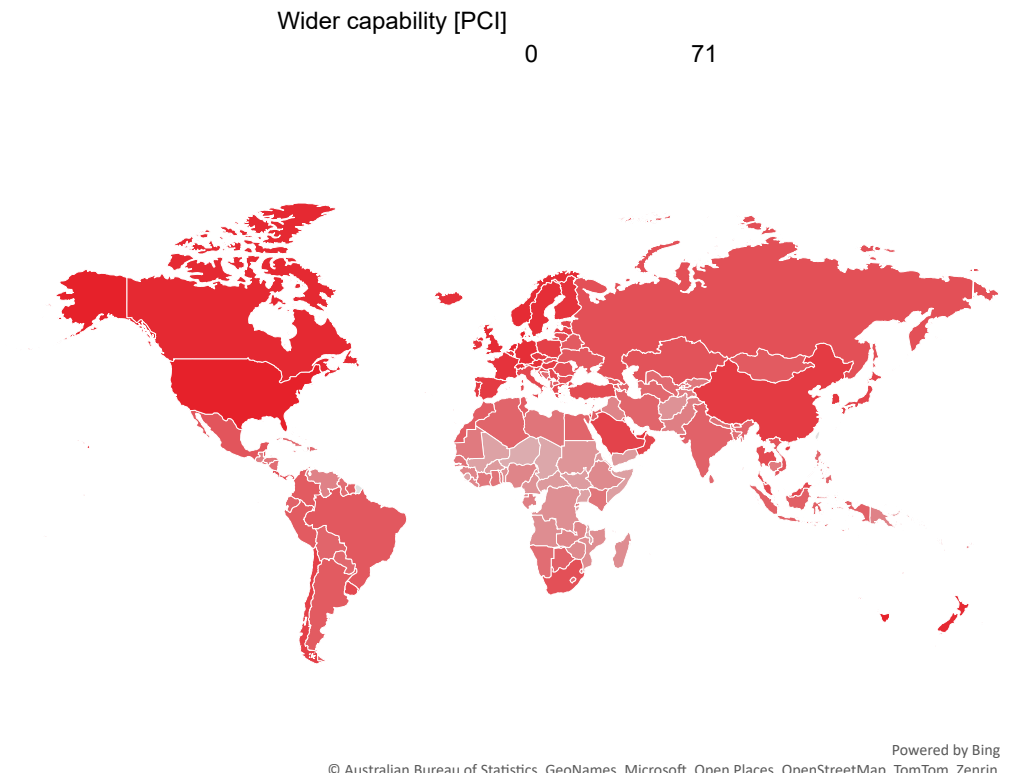 Wider capability [PCI]
0 71
Powered by Bing
© Australian Bureau of Statistics, GeoNames, Microsoft, Open Places, OpenStreetMap, TomTom, Zenrin